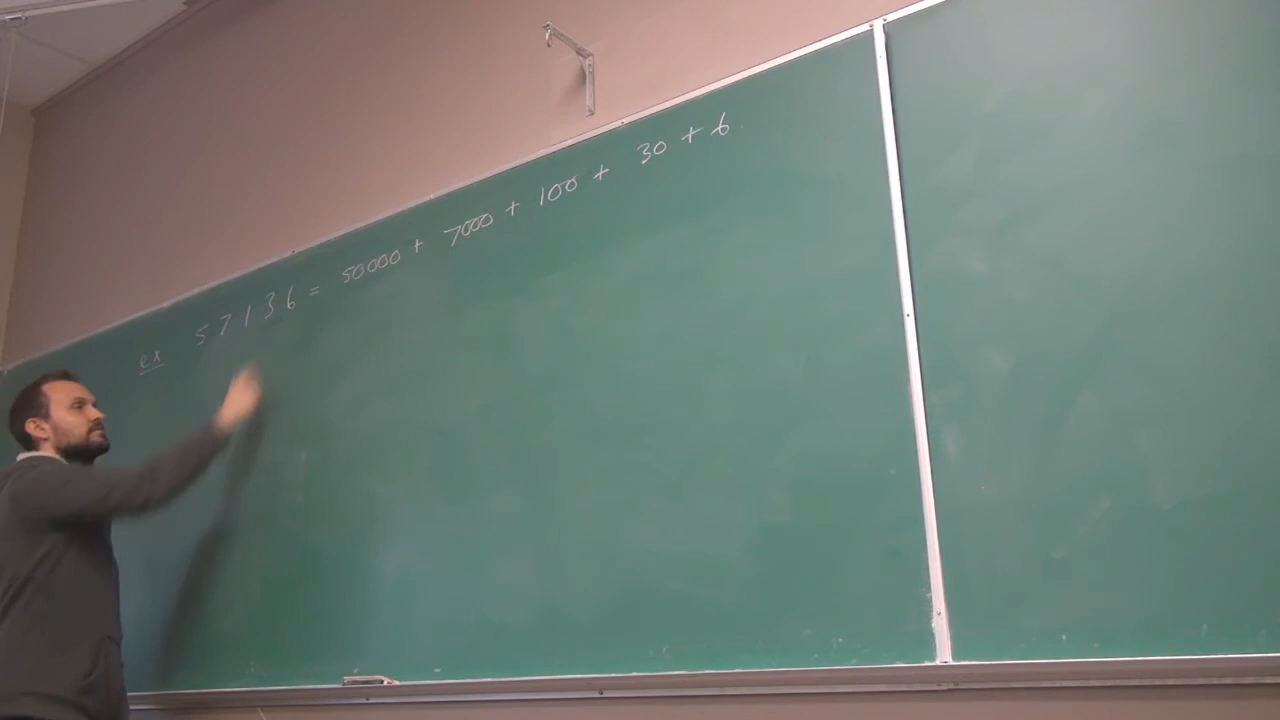 ex 57136 = 50000 + 7000 + 100 + 30 + 6